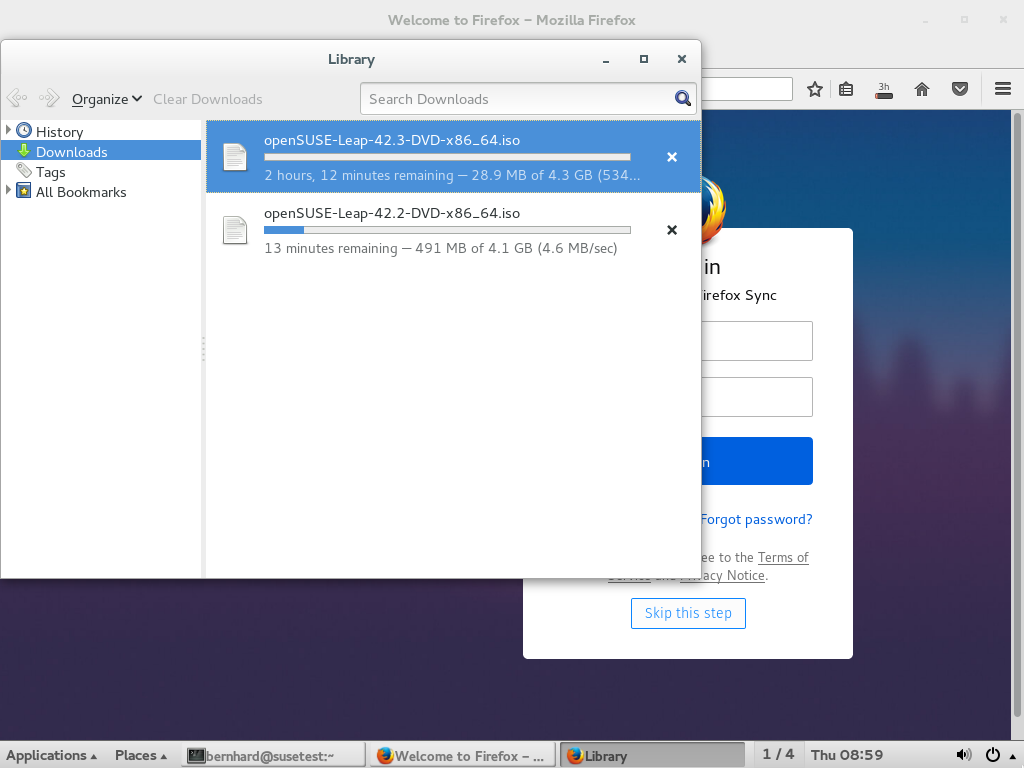 Welcome to Firefox – Mozilla Firefox
Library
Organize
Clear Downloads
Search Downloads
3h
History
Downloads
Tags
All Bookmarks
openSUSE-Leap-42.3-DVD-x86_64.iso
2 hours, 12 minutes remaining — 28.9 MB of 4.3 GB (534...
openSUSE-Leap-42.2-DVD-x86_64.iso
13 minutes remaining — 491 MB of 4.1 GB (4.6 MB/sec)
in
irefox Sync
n
Forgot password?
ee to the Terms of
Privacy Notice.
Skip this step
Applications
Places
bernhard@susetest:~
Welcome to Firefox – ...
Library
1 / 4
Thu 08:59